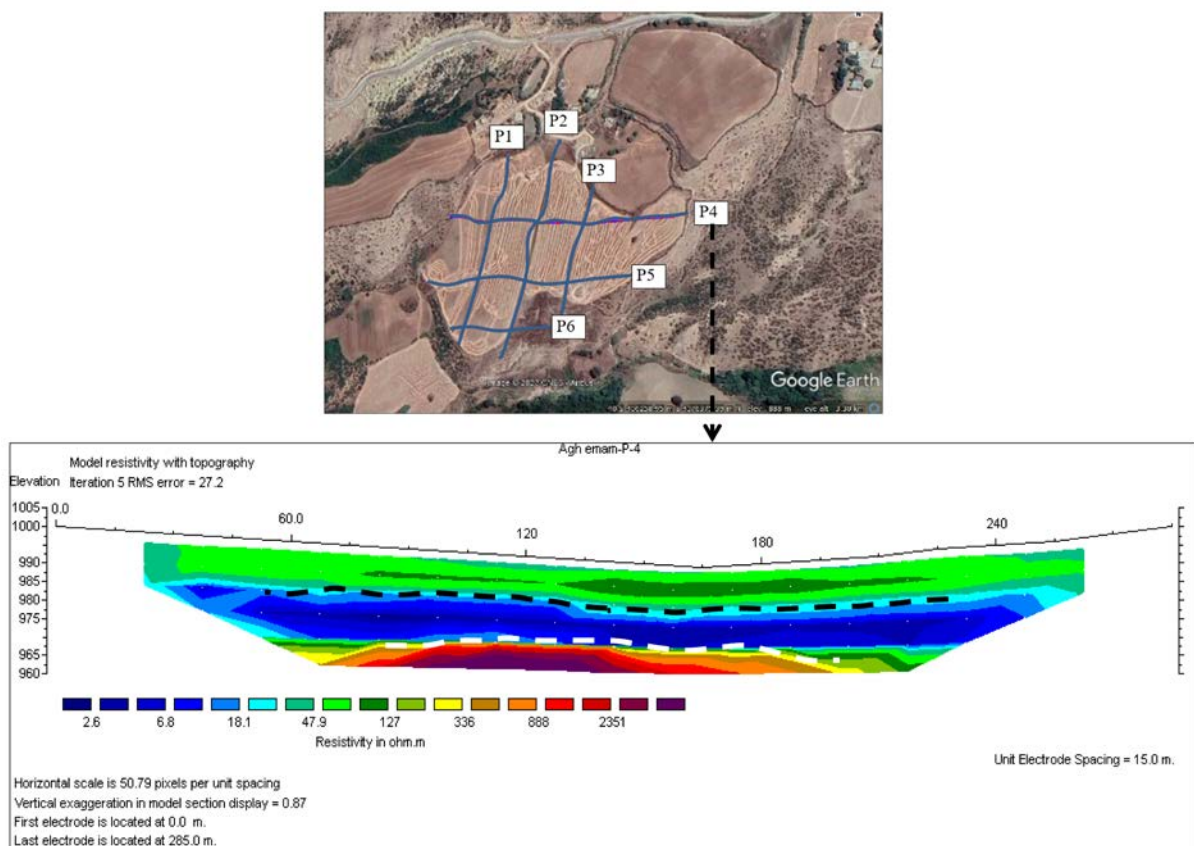 P1
P2
P3
P4
P5
P6
Google Earth
Agh emam-P-4
Model resistivity with topography
Elevation
Iteration 5 RMS error = 27.2
1005
1000
990
985
980
975
965
960
0.0
60.0
120
180
240
2.6 6.8 18.1 47.9 127 336 888 2351
Resistivity in ohm.m
Unit Electrode Spacing = 15.0 m.
Horizontal scale is 50.79 pixels per unit spacing
Vertical exaggeration in model section display = 0.87
First electrode is located at 0.0 m.
Last electrode is located at 285.0 m.